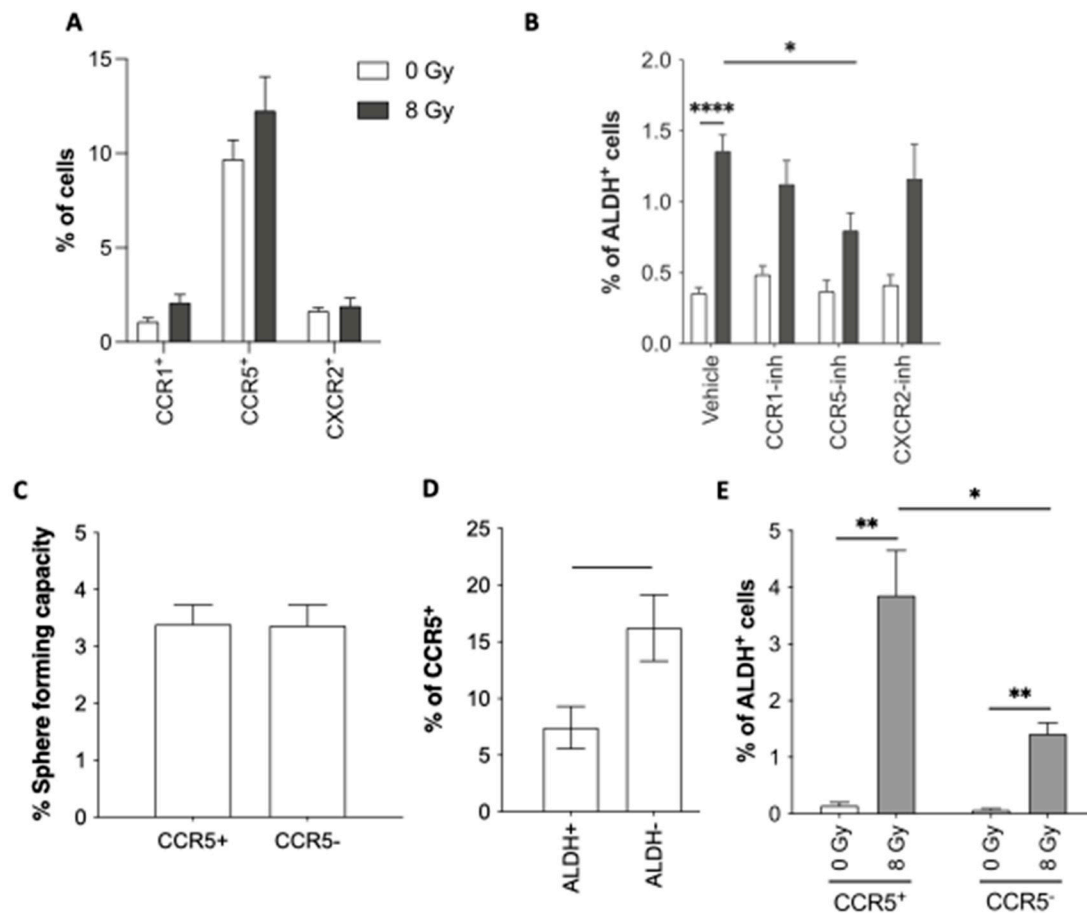 A
% of cells
15
10
5
0
0 Gy
8 Gy
CCR1+
CCR5+
CXCR2+
B
% of ALDH+ cells
2.0
1.5
1.0
0.5
0.0
****
*
Vehicle
CCR1-inh
CCR5-inh
CXCR2-inh
C
% Sphere forming capacity
5
4
3
2
1
0
CCR5+
CCR5-
D
% of CCR5+
25
20
15
10
5
0
ALDH+
ALDH-
E
% of ALDH+ cells
5
4
3
2
1
0
**
*
**
0 Gy
8 Gy
0 Gy
8 Gy
CCR5+
CCR5-